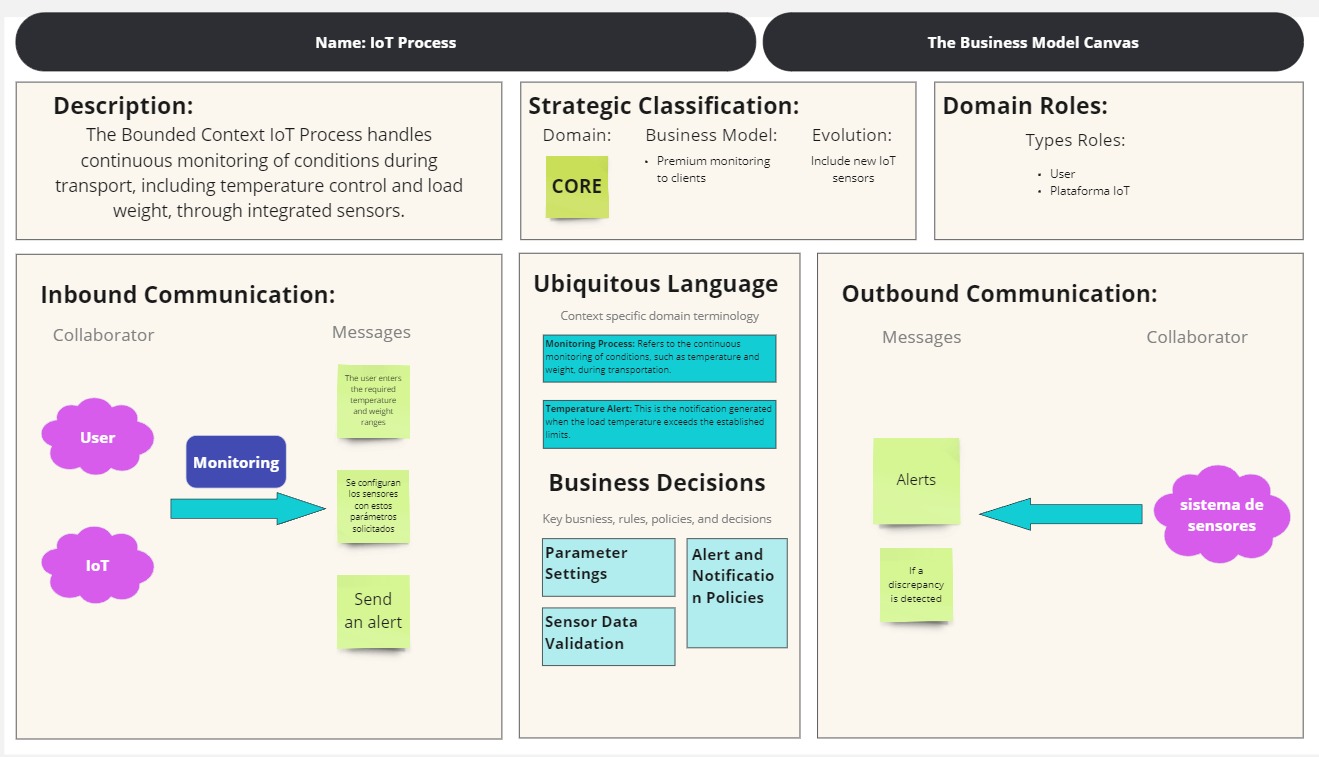 Name: IoT Process
The Business Model Canvas
Description:
The Bounded Context IoT Process handles
continuous monitoring of conditions during
transport, including temperature control and load
weight, through integrated sensors.
Strategic Classification:
Domain:
CORE
Business Model:
• Premium monitoring
to clients
Evolution:
Include new IoT
sensors
Domain Roles:
Types Roles:
• User
• Plataforma IoT
Inbound Communication:
Collaborator
Messages
User
IoT
Monitoring
The user enters
the required
temperature
and weight
ranges
Se configuran
los sensores
con estos
parámetros
solicitados
Send
an alert
Ubiquitous Language
Context specific domain terminology
Monitoring Process: Refers to the continuous
monitoring of conditions, such as temperature and
weight, during transportation.
Temperature Alert: This is the notification generated
when the load temperature exceeds the established
limits.
Business Decisions
Key busniess, rules, policies, and decisions
Parameter
Settings
Sensor Data
Validation
Alert and
Notificatio
n Policies
Outbound Communication:
Messages
Collaborator
Alerts
If a
discrepancy
is detected
sistema de
sensores